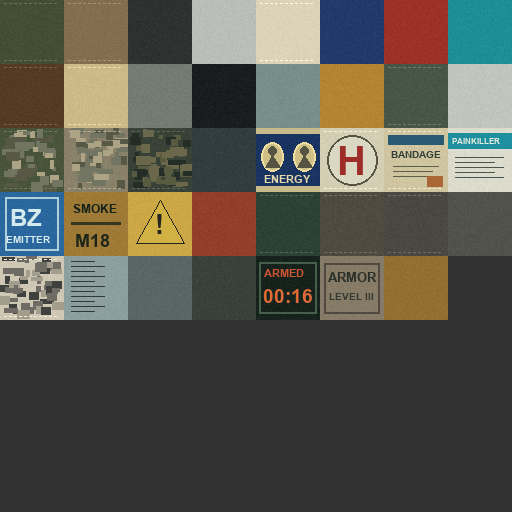 ENERGY
H
BANDAGE
PAINKILLER
BZ
EMITTER
SMOKE
M18
!
ARMED
00:16
ARMOR
LEVEL III